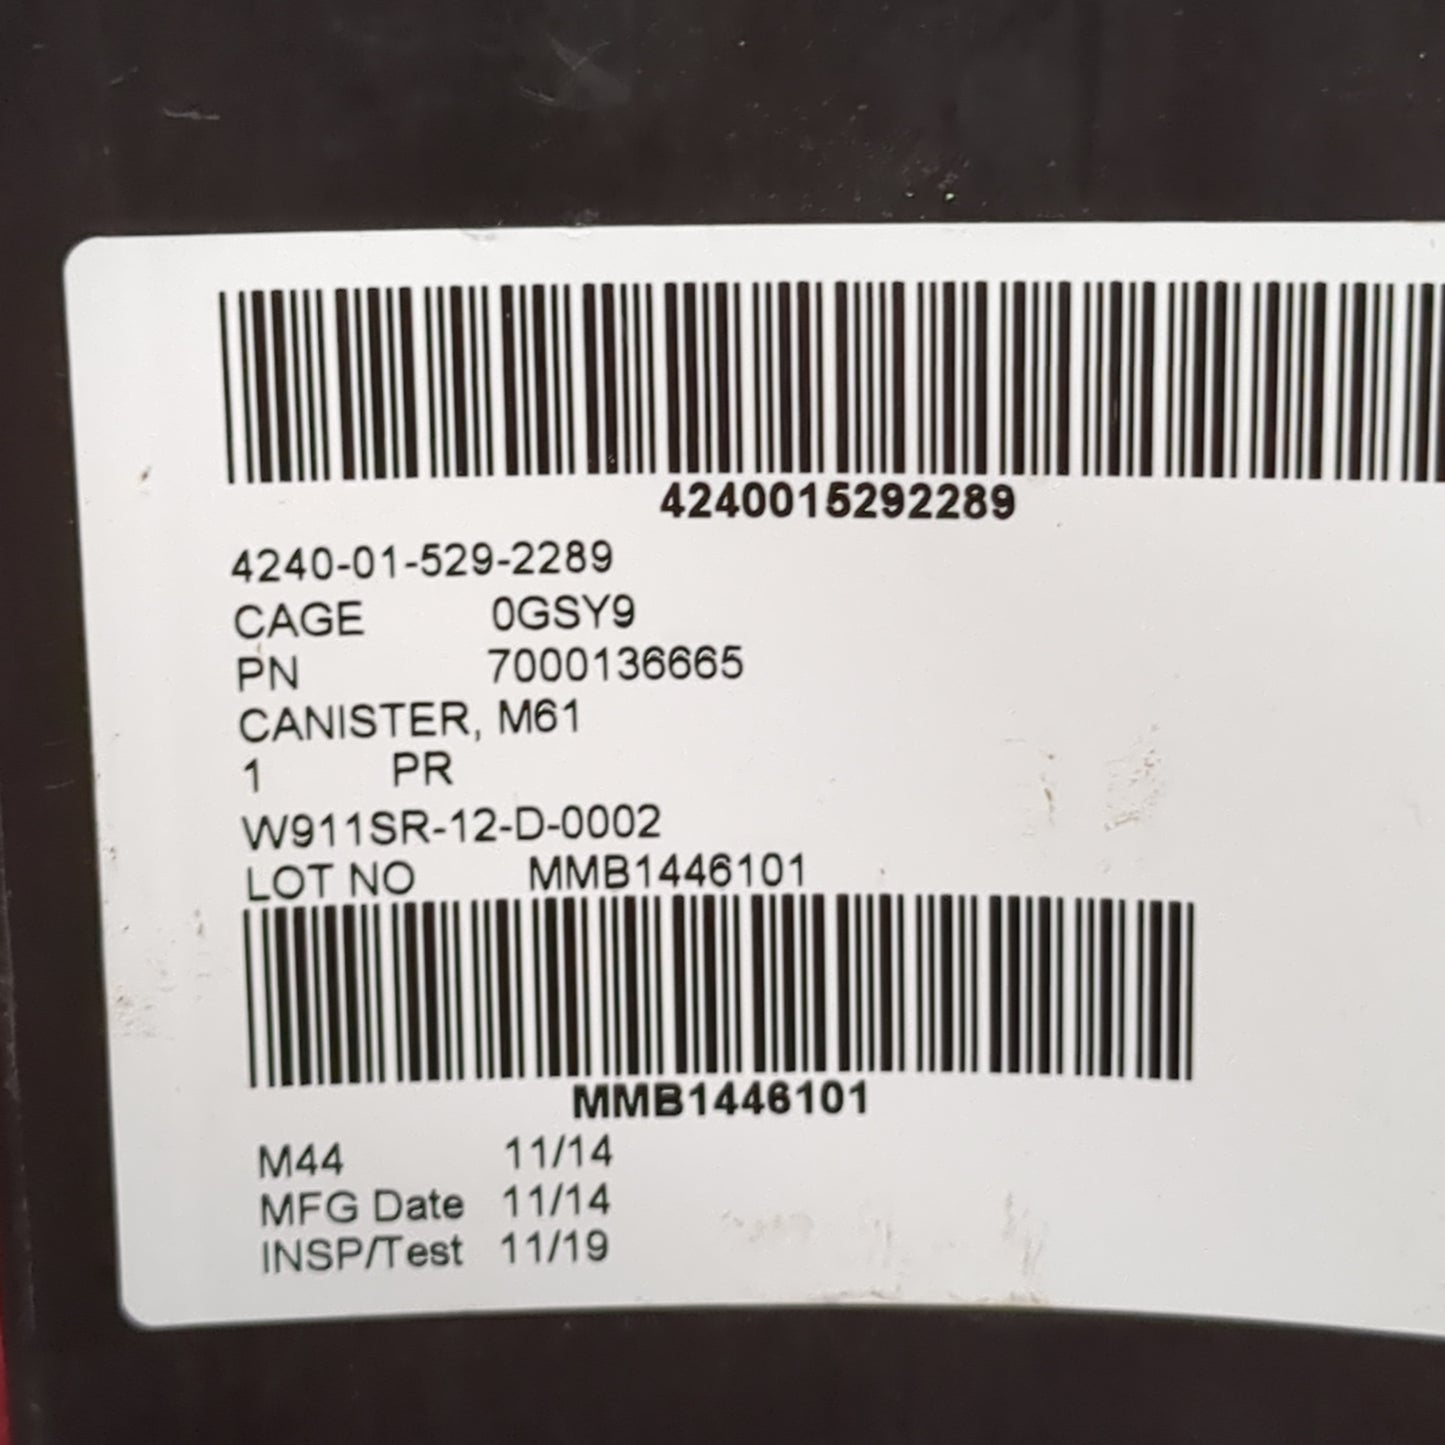 4240015292289
4240-01-529-2289
CAGE 0GSY9
PN 7000136665
CANISTER, M61
1 PR
W911SR-12-D-0002
LOT NO MMB1446101
MMB1446101
M44 11/14
MFG Date 11/14
INSP/Test 11/19